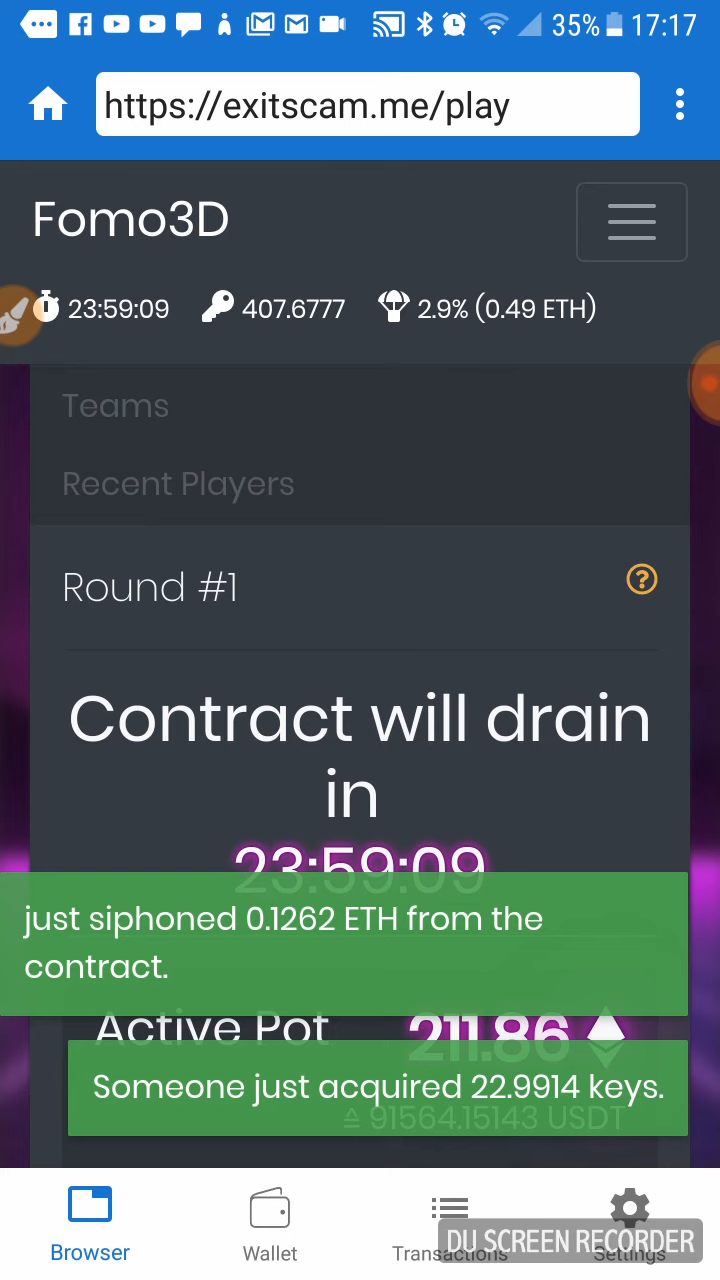 35% 17:17
https://exitscam.me/play
Fomo3D
23:59:09 407.6777 2.9% (0.49 ETH)
Teams
Recent Players
Round #1
Contract will drain
in
23:59:09
just siphoned 0.1262 ETH from the
contract.
Active Pot 211.86
Someone just acquired 22.9914 keys.
≙ 91564.15143 USDT
Browser Wallet Transactions Settings
DU SCREEN RECORDER